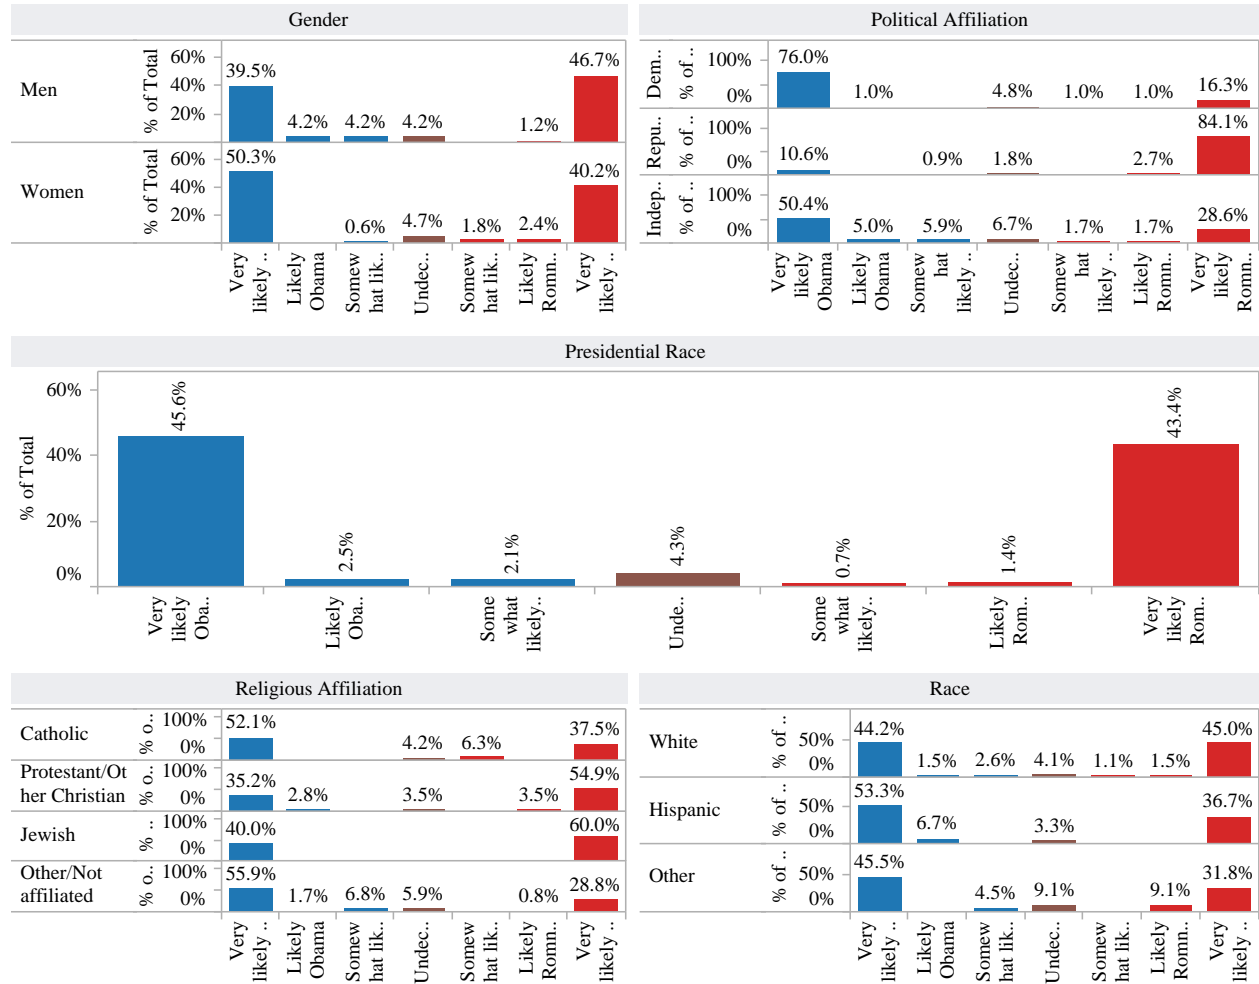 Gender
Men
% of Total
60%
40%
20%
39.5%
4.2%
4.2%
4.2%
1.2%
46.7%
Women
% of Total
60%
40%
20%
50.3%
0.6%
4.7%
1.8%
2.4%
40.2%
Very
likely ..
Likely
Obama
Somew
hat lik..
Undec..
Somew
hat lik..
Likely
Romn..
Very
likely ..
Political Affiliation
Dem..
% of ..
100%
0%
76.0%
1.0%
4.8%
1.0%
1.0%
16.3%
Repu..
% of ..
100%
0%
10.6%
0.9%
1.8%
2.7%
84.1%
Indep..
% of ..
100%
0%
50.4%
5.0%
5.9%
6.7%
1.7%
1.7%
28.6%
Very
likely
Obama
Likely
Obama
Somew
hat
likely ..
Undec..
Somew
hat
likely ..
Likely
Romn..
Very
likely
Romn..
Presidential Race
% of Total
60%
40%
20%
0%
45.6%
2.5%
2.1%
4.3%
0.7%
1.4%
43.4%
Very
likely
Oba..
Likely
Oba..
Some
what
likely..
Unde..
Some
what
likely..
Likely
Rom..
Very
likely
Rom..
Religious Affiliation
Catholic
% o..
100%
0%
52.1%
4.2%
6.3%
37.5%
Protestant/Ot
her Christian
% o..
100%
0%
35.2%
2.8%
3.5%
3.5%
54.9%
Jewish
% ..
100%
0%
40.0%
60.0%
Other/Not
affiliated
% o..
100%
0%
55.9%
1.7%
6.8%
5.9%
0.8%
28.8%
Very
likely ..
Likely
Obama
Somew
hat lik..
Undec..
Somew
hat lik..
Likely
Romn..
Very
likely ..
Race
White
% of ..
50%
0%
44.2%
1.5%
2.6%
4.1%
1.1%
1.5%
45.0%
Hispanic
% of ..
50%
0%
53.3%
6.7%
3.3%
36.7%
Other
% of ..
50%
0%
45.5%
4.5%
9.1%
9.1%
31.8%
Very
likely ..
Likely
Obama
Somew
hat lik..
Undec..
Somew
hat lik..
Likely
Romn..
Very
likely ..